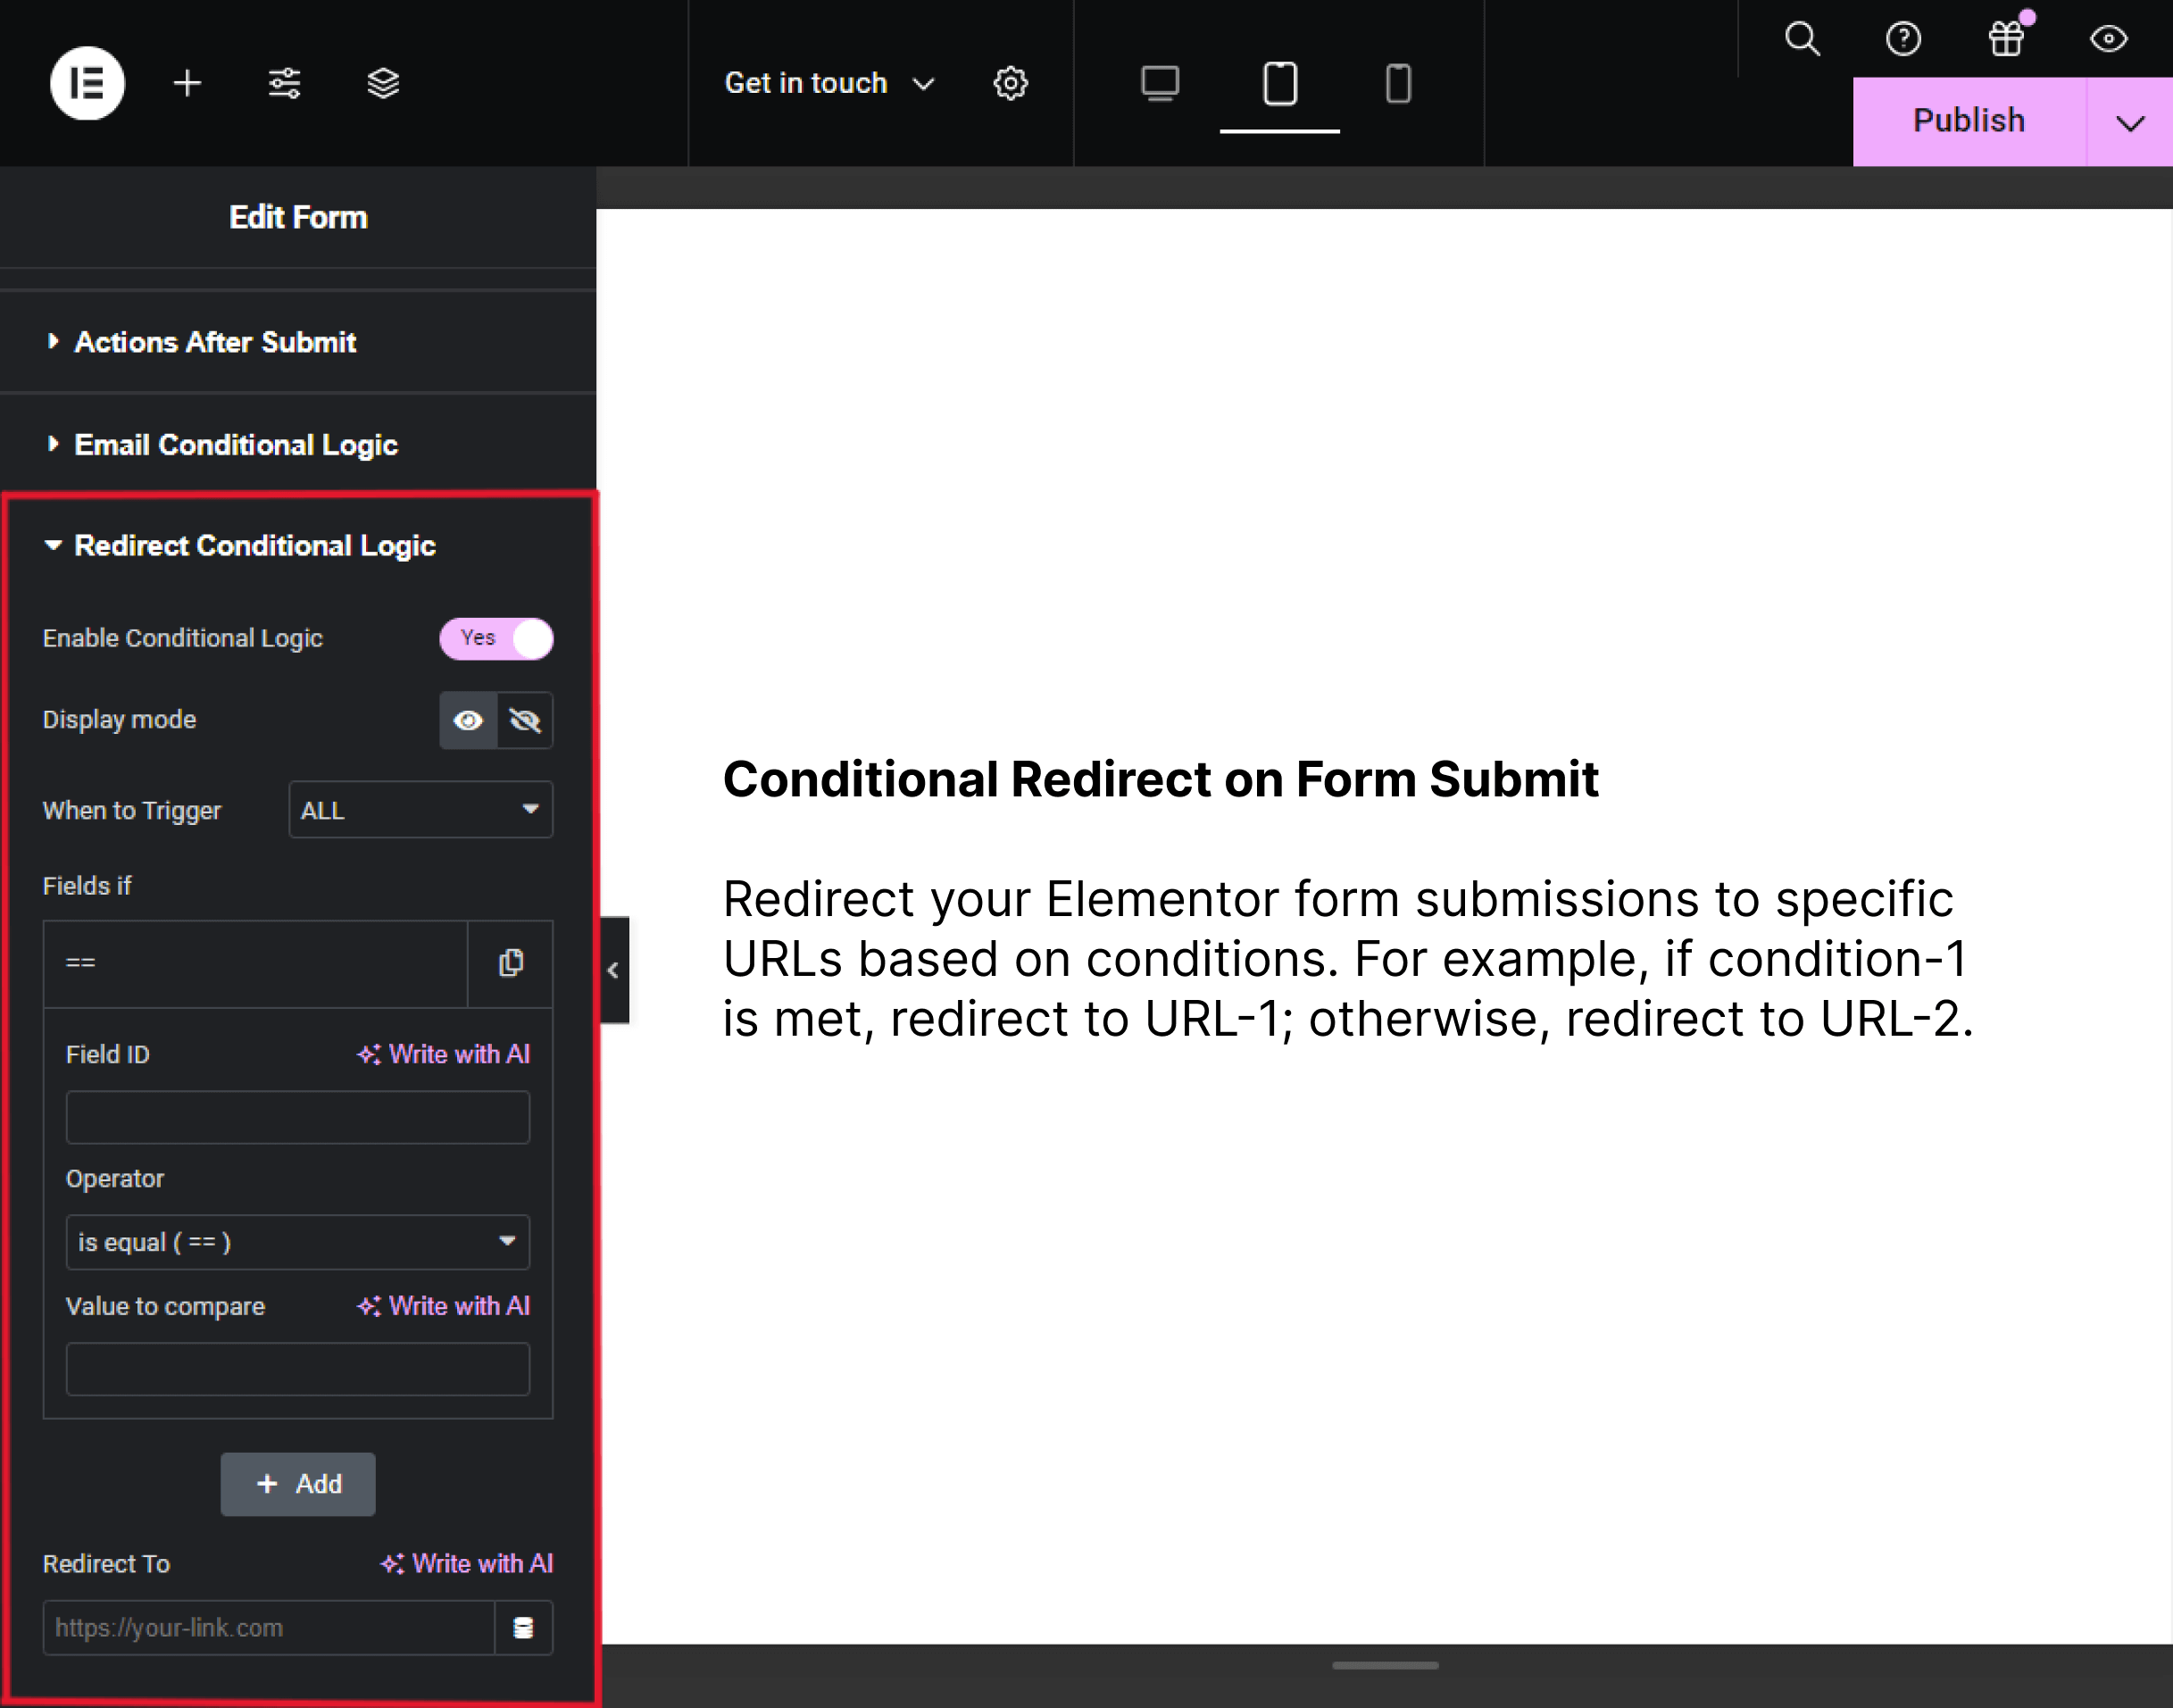 Get in touch
Publish
Edit Form
Actions After Submit
Email Conditional Logic
Redirect Conditional Logic
Enable Conditional Logic Yes
Display mode
When to Trigger ALL
Fields if
==
Field ID Write with AI
Operator
is equal ( == )
Value to compare Write with AI
+ Add
Redirect To Write with AI
https://your-link.com
Conditional Redirect on Form Submit
Redirect your Elementor form submissions to specific
URLs based on conditions. For example, if condition-1
is met, redirect to URL-1; otherwise, redirect to URL-2.